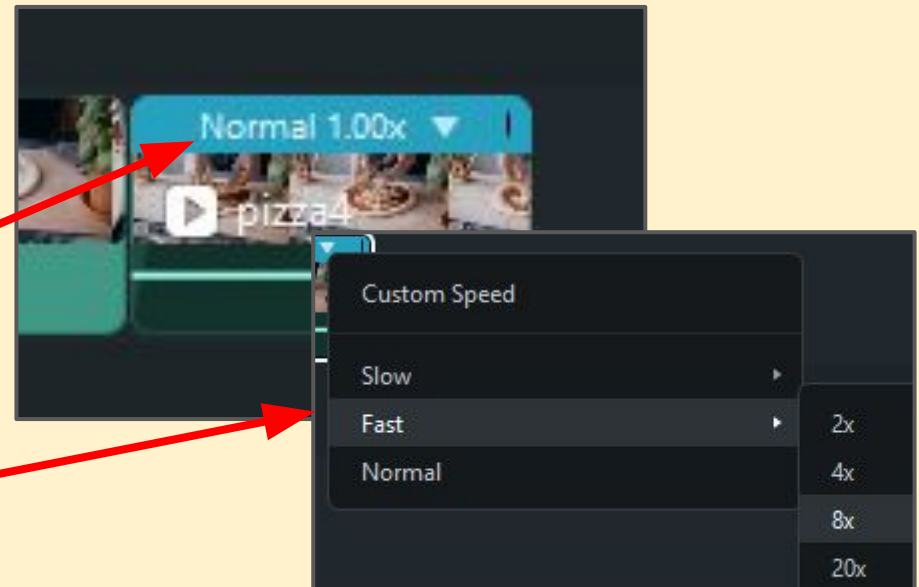 Normal 1.00x
pizza4
Custom Speed
Slow
Fast
Normal
2x
4x
8x
20x